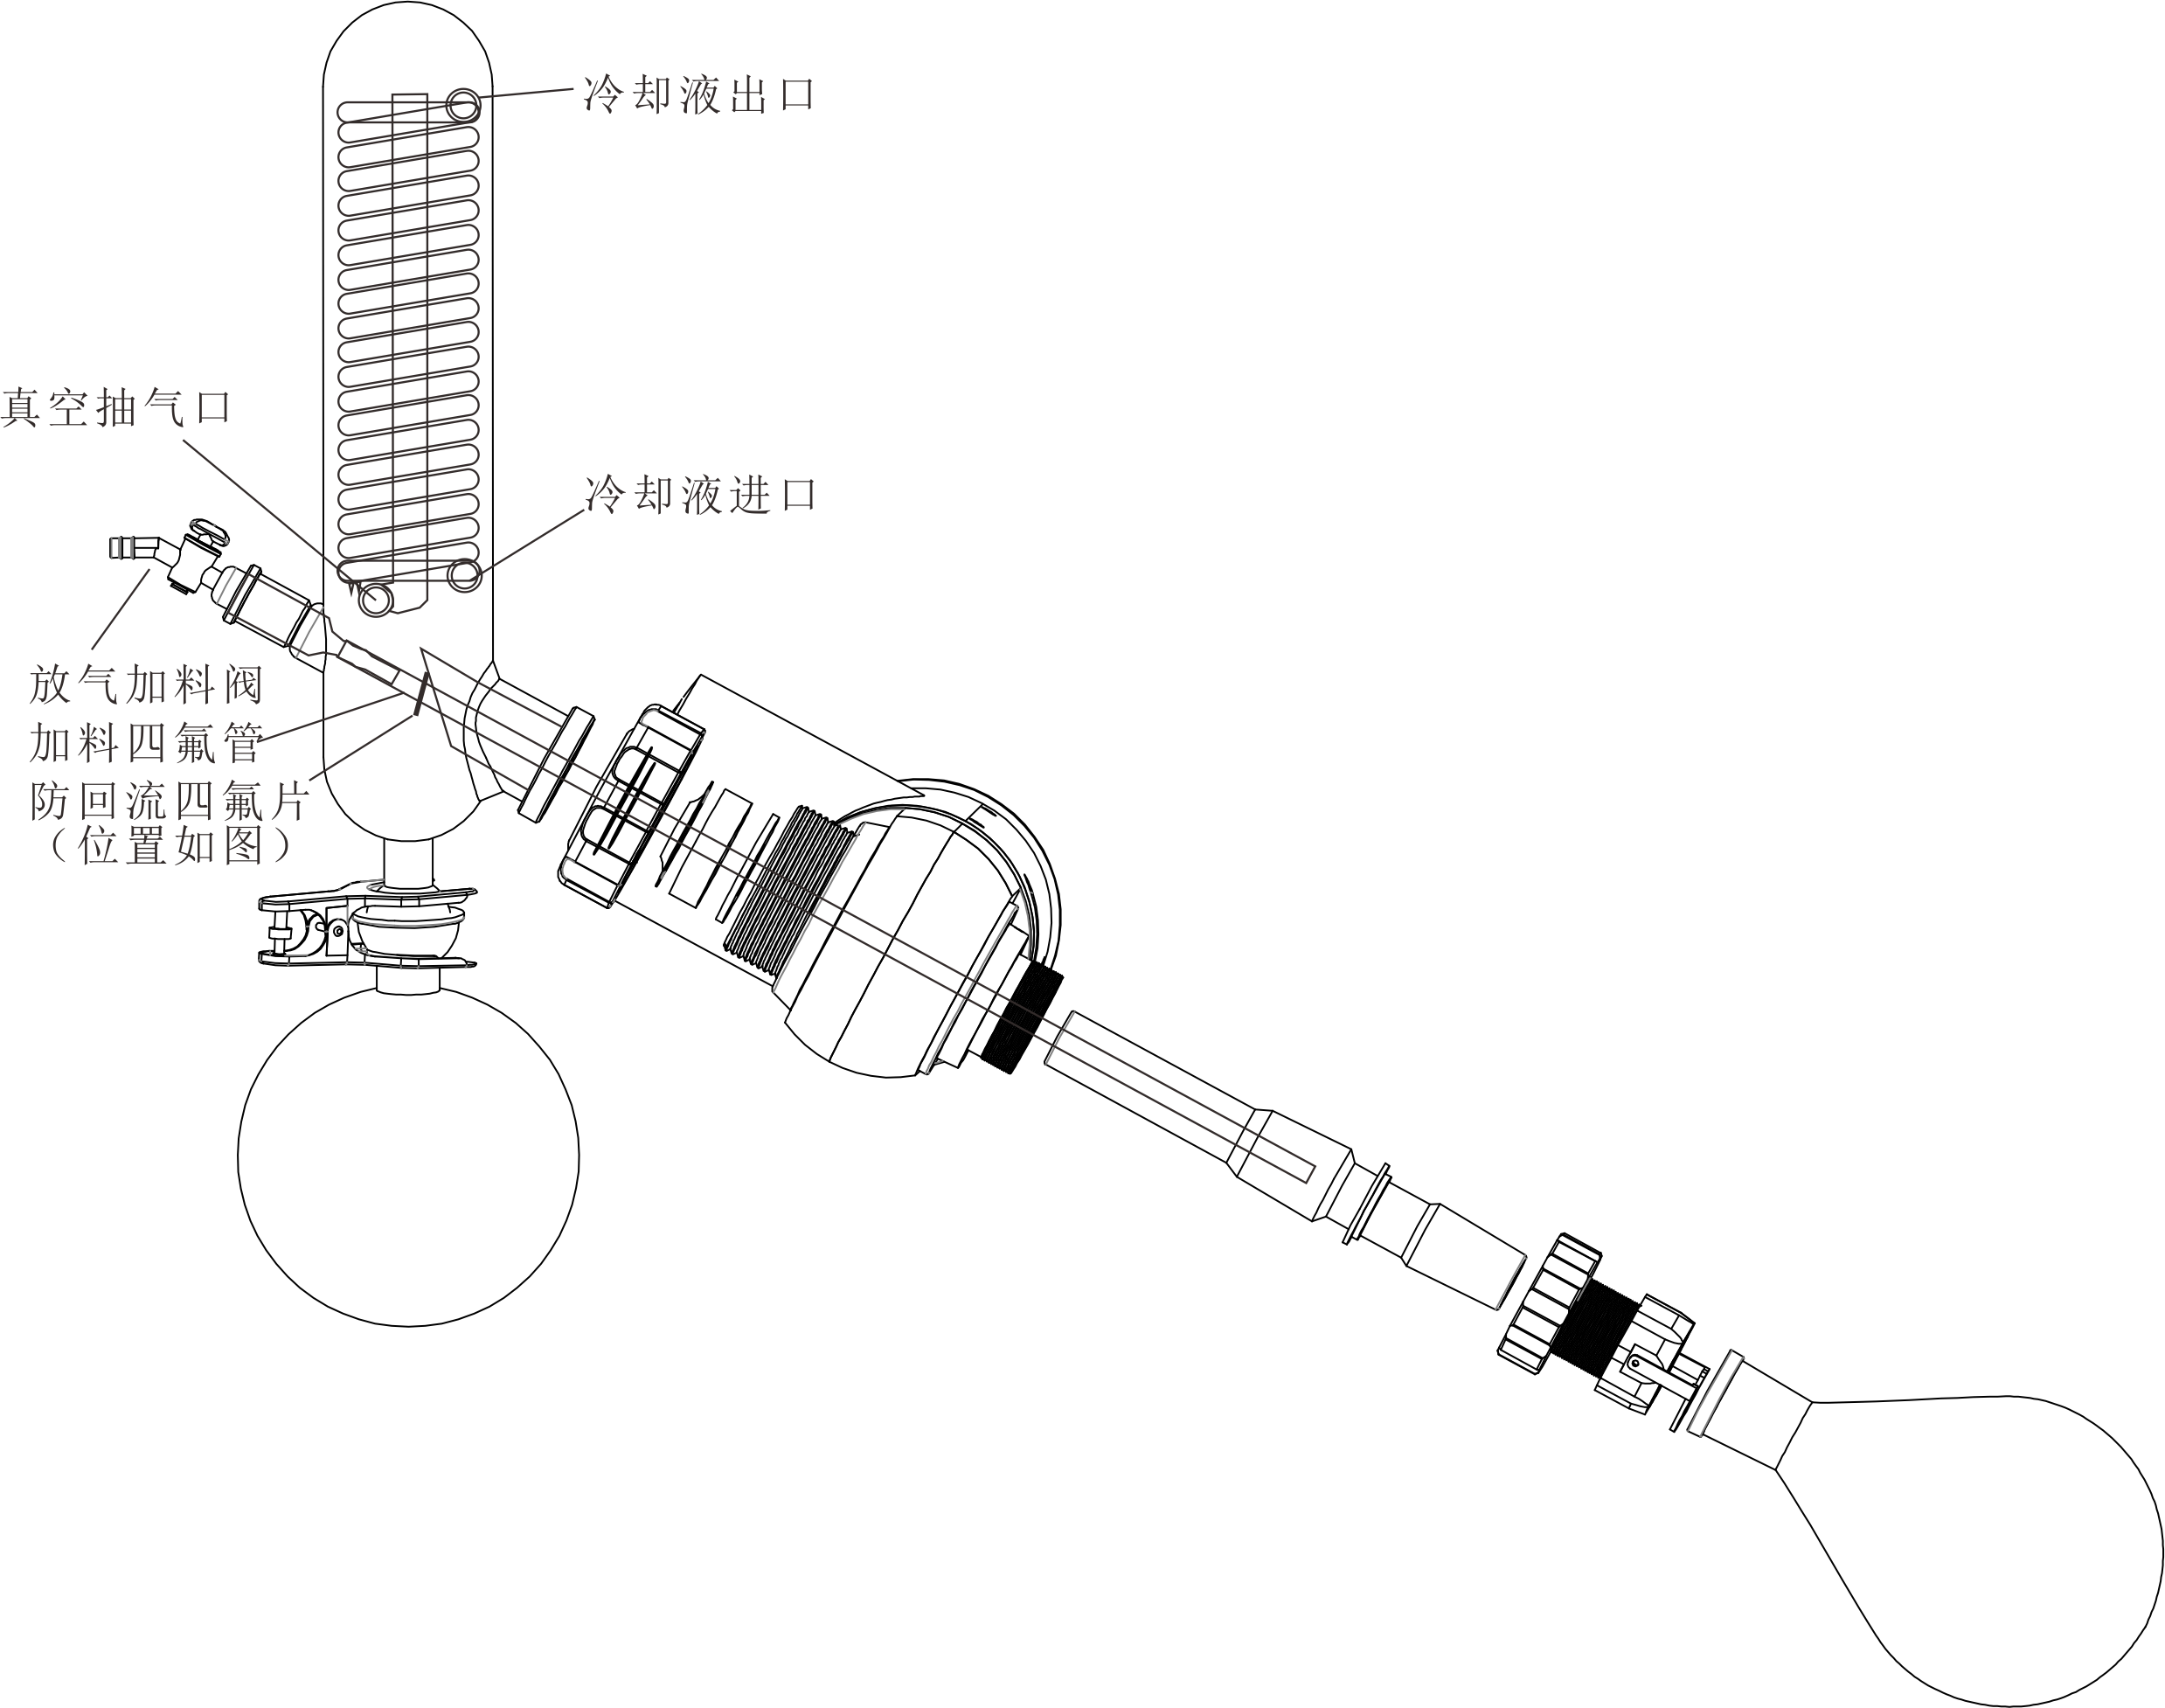 冷却液出口
真空抽气口
冷却液进口
放气加料阀
加料四氟管
防回流四氟片
（位置如图）